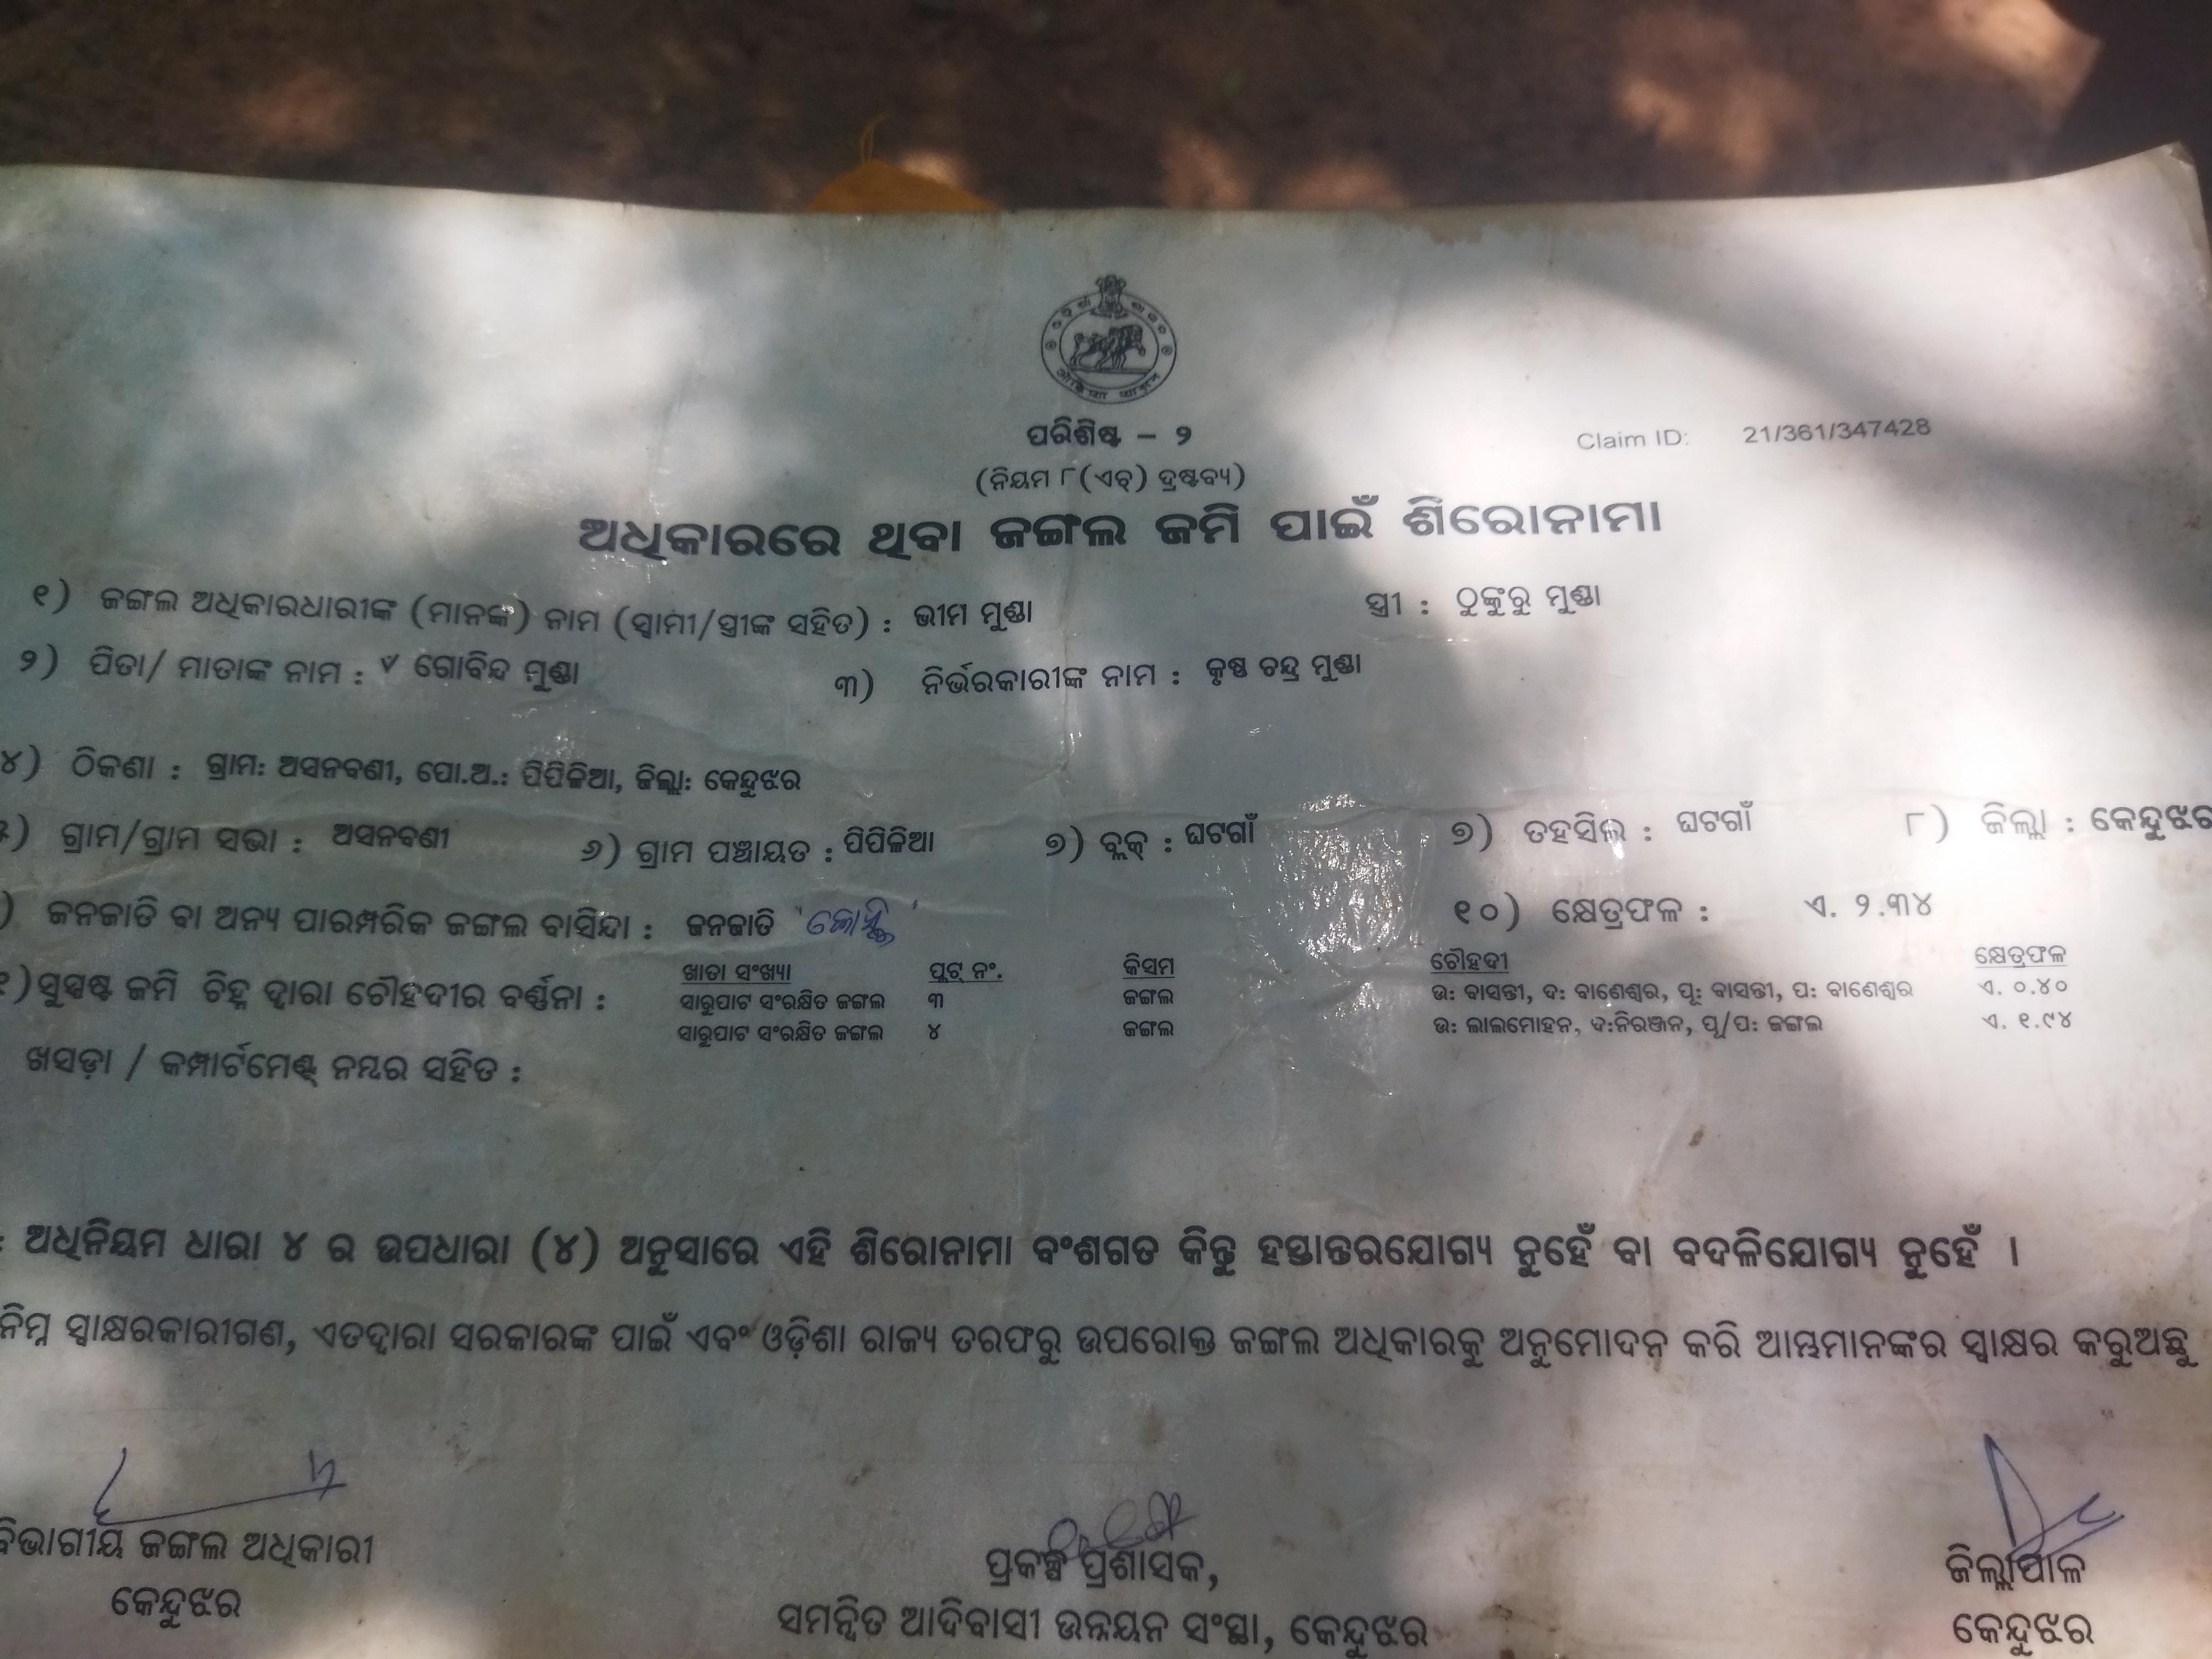 ପରିଶିଷ୍ଟ – ୨
Claim ID: 21/361/347428
(ନିୟମ ୮(ଏଚ୍) ଦ୍ରଷ୍ଟବ୍ୟ)
ଅଧିକାରରେ ଥିବା ଜଙ୍ଗଲ ଜମି ପାଇଁ ଶିରୋନାମା
୧) ଜଙ୍ଗଲ ଅଧିକାରଧାରୀଙ୍କ (ମାନଙ୍କ) ନାମ (ସ୍ୱାମୀ/ସ୍ତ୍ରୀଙ୍କ ସହିତ) : ଭୀମ ମୁଣ୍ଡା ସ୍ତ୍ରୀ : ଠୁଙ୍କୁରୁ ମୁଣ୍ଡା
୨) ପିତା/ ମାତାଙ୍କ ନାମ : ଗୋବିନ୍ଦ ମୁଣ୍ଡା ୩) ନିର୍ଭରକାରୀଙ୍କ ନାମ : କୃଷ୍ଣ ଚନ୍ଦ୍ର ମୁଣ୍ଡା
୪) ଠିକଣା : ଗ୍ରାମ: ଅସନବଣୀ, ପୋ.ଅ.: ପିପିଳିଆ, ଜିଲ୍ଲା: କେନ୍ଦୁଝର
) ଗ୍ରାମ/ଗ୍ରାମ ସଭା : ଅସନବଣୀ ୬) ଗ୍ରାମ ପଞ୍ଚାୟତ : ପିପିଳିଆ ୭) ବ୍ଲକ୍ : ଘଟଗାଁ ୭) ତହସିଲ : ଘଟଗାଁ ୮) ଜିଲ୍ଲା : କେନ୍ଦୁଝର
) ଜନଜାତି ବା ଅନ୍ୟ ପାରମ୍ପରିକ ଜଙ୍ଗଲ ବାସିନ୍ଦା : ଜନଜାତି ୧୦) କ୍ଷେତ୍ରଫଳ : ଏ. ୨.୩୪
)ସୁସ୍ପଷ୍ଟ ଜମି ଚିହ୍ନ ଦ୍ୱାରା ଚୌହଦୀର ବର୍ଣ୍ଣନା : ଖାତା ସଂଖ୍ୟା ପ୍ଲଟ୍ ନଂ. କିସମ ଚୌହଦୀ କ୍ଷେତ୍ରଫଳ
ସାରୁପାଟ ସଂରକ୍ଷିତ ଜଙ୍ଗଲ ୩ ଜଙ୍ଗଲ ଉ: ବାସନ୍ତୀ, ଦ: ବାଣେଶ୍ୱର, ପୂ: ବାସନ୍ତୀ, ପ: ବାଣେଶ୍ୱର ଏ. ୦.୪୦
ସାରୁପାଟ ସଂରକ୍ଷିତ ଜଙ୍ଗଲ ୪ ଜଙ୍ଗଲ ଉ: ଲାଲମୋହନ, ଦ:ନିରଞ୍ଜନ, ପୂ/ପ: ଜଙ୍ଗଲ ଏ. ୧.୯୪
ଖସଡ଼ା / କମ୍ପାର୍ଟମେଣ୍ଟ୍ ନମ୍ବର ସହିତ :
: ଅଧିନିୟମ ଧାରା ୪ ର ଉପଧାରା (୪) ଅନୁସାରେ ଏହି ଶିରୋନାମା ବଂଶଗତ କିନ୍ତୁ ହସ୍ତାନ୍ତରଯୋଗ୍ୟ ନୁହେଁ ବା ବଦଳିଯୋଗ୍ୟ ନୁହେଁ ।
ନିମ୍ନ ସ୍ୱାକ୍ଷରକାରୀଗଣ, ଏତଦ୍ୱାରା ସରକାରଙ୍କ ପାଇଁ ଏବଂ ଓଡ଼ିଶା ରାଜ୍ୟ ତରଫରୁ ଉପରୋକ୍ତ ଜଙ୍ଗଲ ଅଧିକାରକୁ ଅନୁମୋଦନ କରି ଆମ୍ଭମାନଙ୍କର ସ୍ୱାକ୍ଷର କରୁଅଛୁ
ବିଭାଗୀୟ ଜଙ୍ଗଲ ଅଧିକାରୀ
କେନ୍ଦୁଝର
ପ୍ରକଳ୍ପ ପ୍ରଶାସକ,
ସମନ୍ୱିତ ଆଦିବାସୀ ଉନ୍ନୟନ ସଂସ୍ଥା, କେନ୍ଦୁଝର
ଜିଲ୍ଲାପାଳ
କେନ୍ଦୁଝର